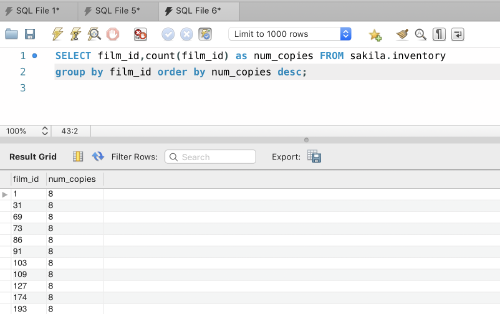 SQL File 1* SQL File 5* SQL File 6*
Limit to 1000 rows
1 SELECT film_id,count(film_id) as num_copies FROM sakila.inventory
2 group by film_id order by num_copies desc;
3
100% 43:2
Result Grid Filter Rows: Search Export:
film_id num_copies
1 8
31 8
69 8
73 8
86 8
91 8
103 8
109 8
127 8
174 8
193 8